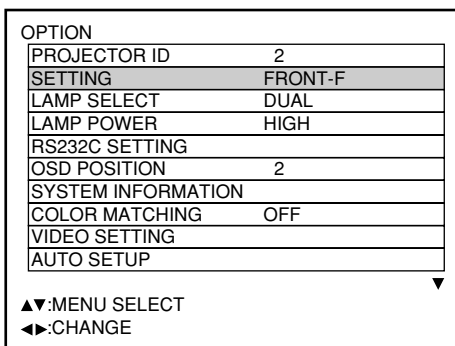 OPTION
PROJECTOR ID 2
SETTING FRONT-F
LAMP SELECT DUAL
LAMP POWER HIGH
RS232C SETTING
OSD POSITION 2
SYSTEM INFORMATION
COLOR MATCHING OFF
VIDEO SETTING
AUTO SETUP
▼
▲▼:MENU SELECT
◀▶:CHANGE